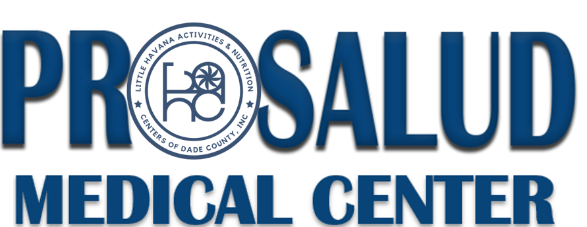 PROSALUD
LITTLE HAVANA ACTIVITIES & NUTRITION
CENTERS OF DADE COUNTY, INC
MEDICAL CENTER